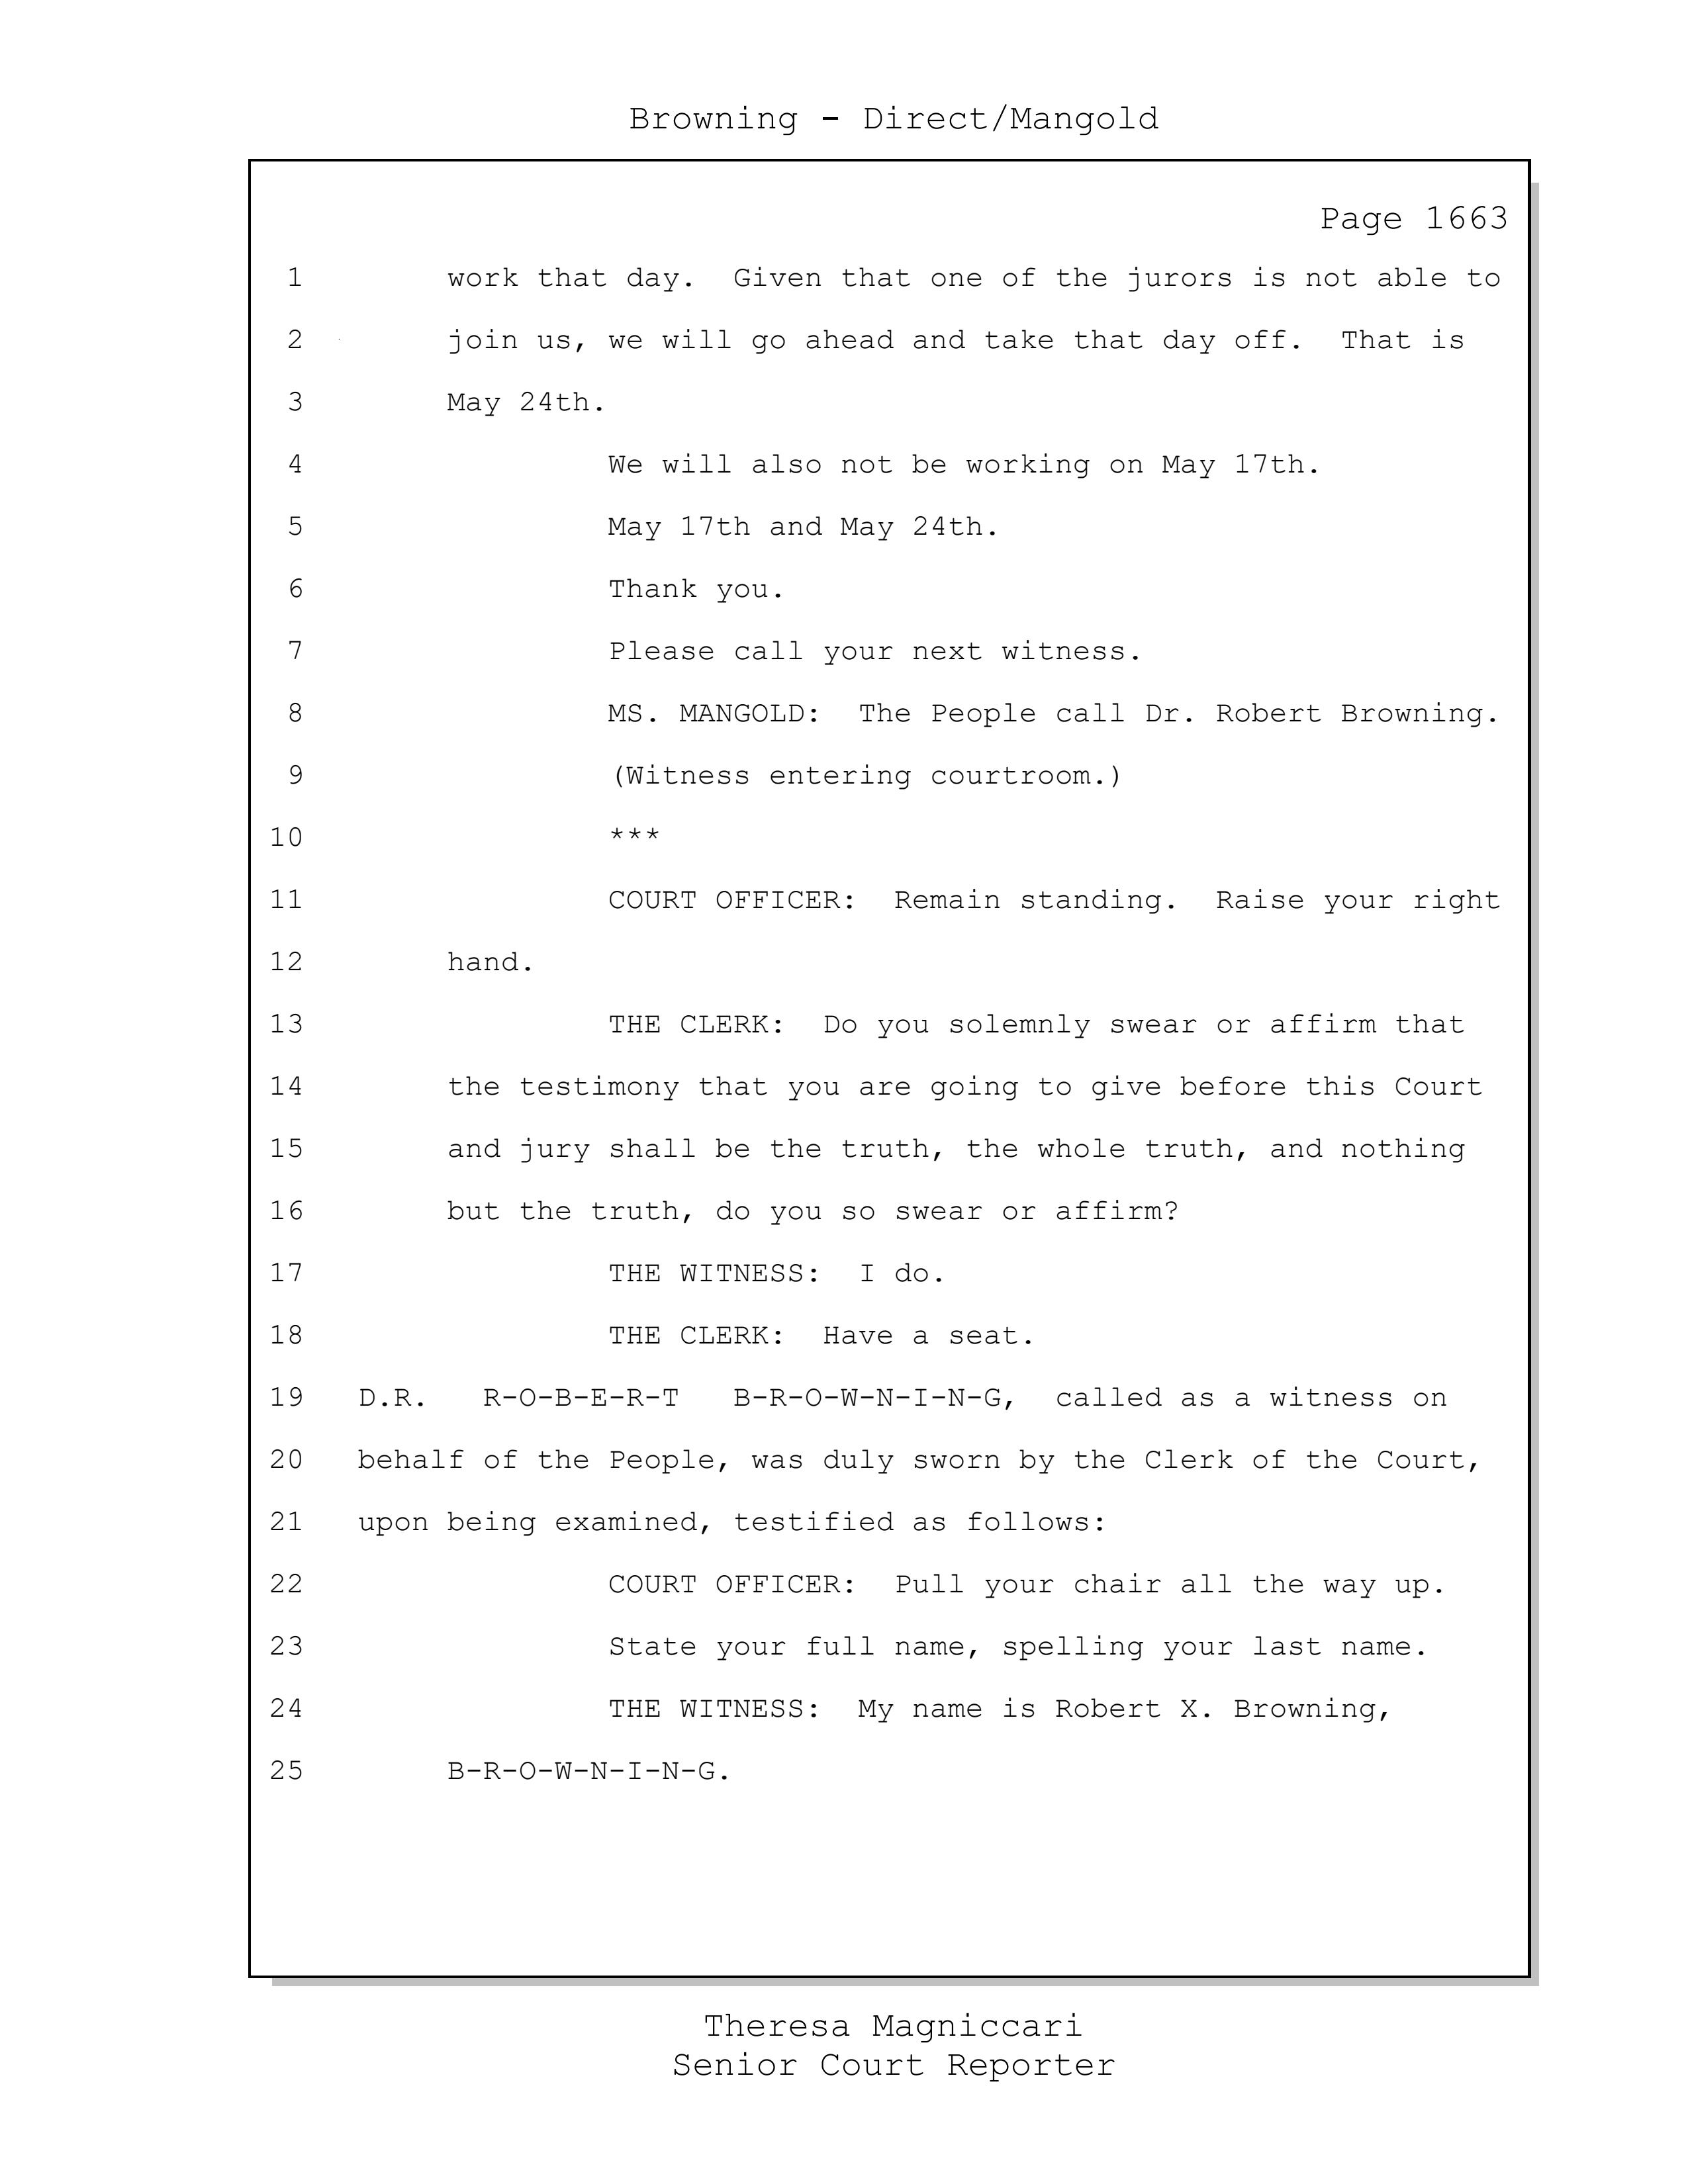 Browning - Direct/Mangold
Page 1663
1 work that day. Given that one of the jurors is not able to
2 join us, we will go ahead and take that day off. That is
3 May 24th.
4 We will also not be working on May 17th.
5 May 17th and May 24th.
6 Thank you.
7 Please call your next witness.
8 MS. MANGOLD: The People call Dr. Robert Browning.
9 (Witness entering courtroom.)
10 ***
11 COURT OFFICER: Remain standing. Raise your right
12 hand.
13 THE CLERK: Do you solemnly swear or affirm that
14 the testimony that you are going to give before this Court
15 and jury shall be the truth, the whole truth, and nothing
16 but the truth, do you so swear or affirm?
17 THE WITNESS: I do.
18 THE CLERK: Have a seat.
19 D.R. R-O-B-E-R-T B-R-O-W-N-I-N-G, called as a witness on
20 behalf of the People, was duly sworn by the Clerk of the Court,
21 upon being examined, testified as follows:
22 COURT OFFICER: Pull your chair all the way up.
23 State your full name, spelling your last name.
24 THE WITNESS: My name is Robert X. Browning,
25 B-R-O-W-N-I-N-G.
Theresa Magniccari
Senior Court Reporter